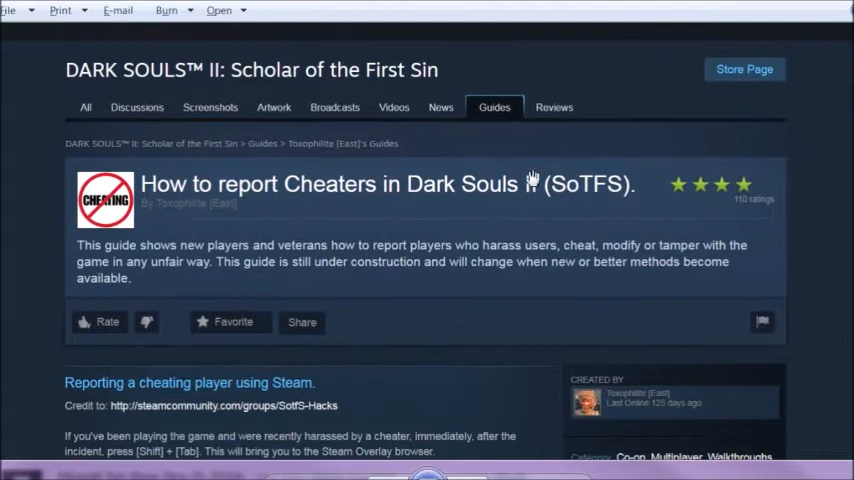 File Print E-mail Burn Open
DARK SOULS™ II: Scholar of the First Sin
Store Page
All Discussions Screenshots Artwork Broadcasts Videos News Guides Reviews
DARK SOULS™ II: Scholar of the First Sin > Guides > Toxophilite [East]'s Guides
CHEATING
How to report Cheaters in Dark Souls II (SoTFS).
By Toxophilite [East]
110 ratings
This guide shows new players and veterans how to report players who harass users, cheat, modify or tamper with the
game in any unfair way. This guide is still under construction and will change when new or better methods become
available.
Rate Favorite Share
Reporting a cheating player using Steam.
Credit to: http://steamcommunity.com/groups/SotfS-Hacks
If you've been playing the game and were recently harassed by a cheater, immediately, after the
incident, press [Shift] + [Tab]. This will bring you to the Steam Overlay browser.
CREATED BY
Toxophilite [East]
Last Online 125 days ago
Category: Co-op, Multiplayer, Walkthroughs